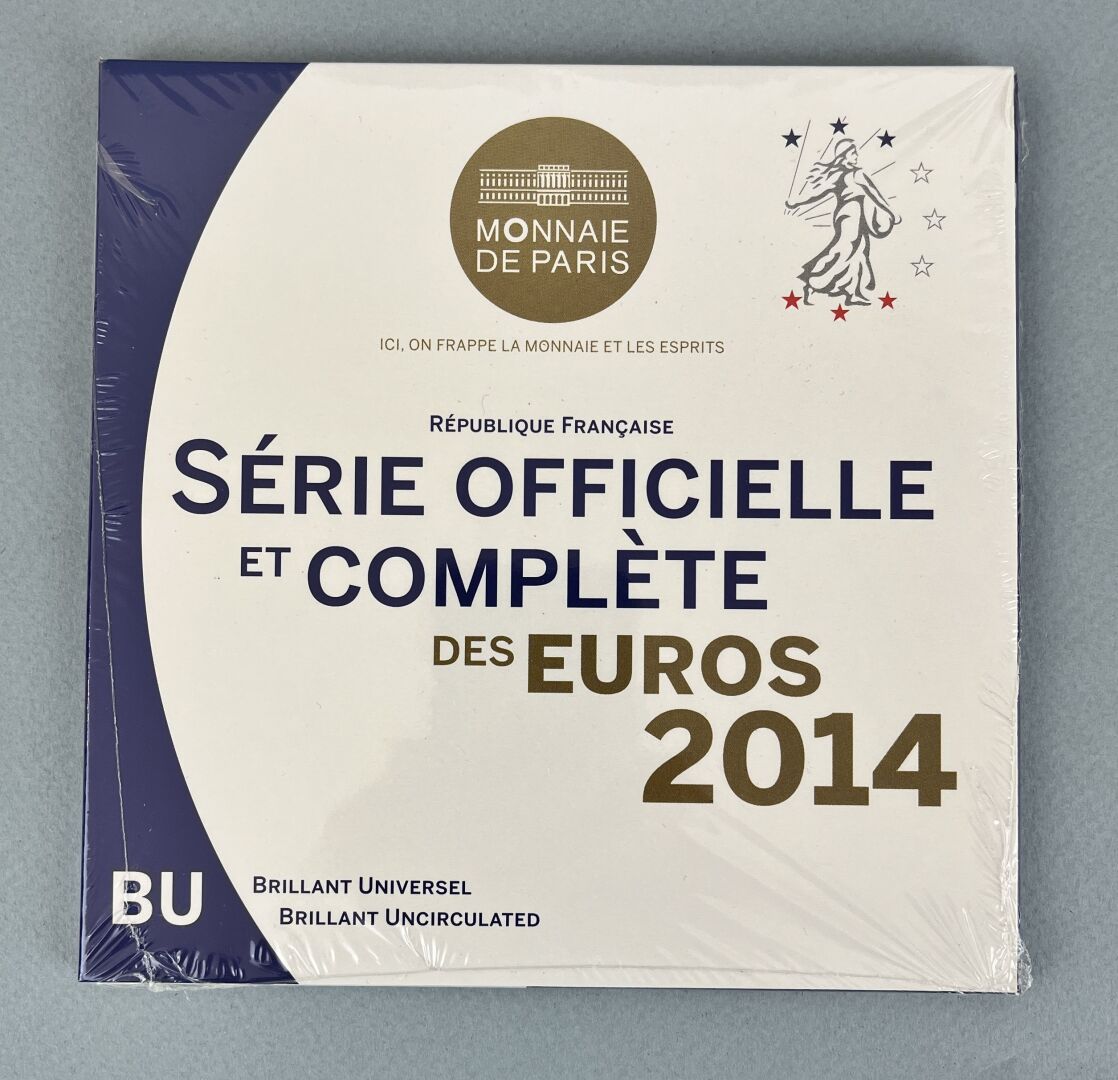 MONNAIE
DE PARIS
ICI, ON FRAPPE LA MONNAIE ET LES ESPRITS
RÉPUBLIQUE FRANÇAISE
SÉRIE OFFICIELLE
ET COMPLÈTE
DES EUROS
2014
BU
BRILLANT UNIVERSEL
BRILLANT UNCIRCULATED